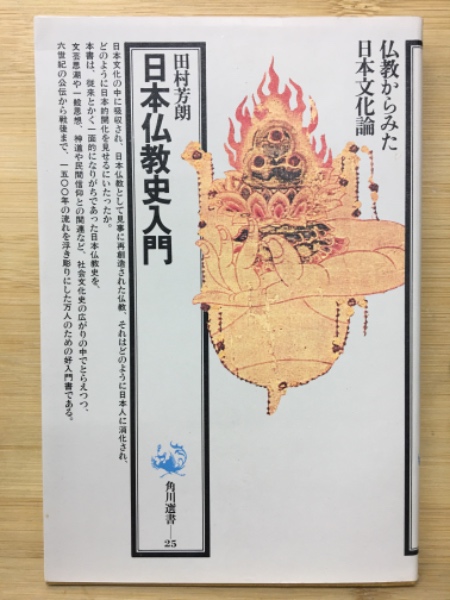 仏教からみた
日本文化論
田村芳朗
日本仏教史入門
日本文化の中に吸収され、日本仏教として見事に再創造された仏教、それはどのように日本人に消化され、
どのように日本的開化を見せるにいたったか。
本書は、従来とかく一面的になりがちであった日本仏教史を、
文芸思潮や一般思想、神道や民間信仰との関連など、社会文化史の広がりの中でとらえつつ、
六世紀の公伝から戦後まで、一五〇〇年の流れを浮き彫りにした万人のための好入門書である。
角川選書―25